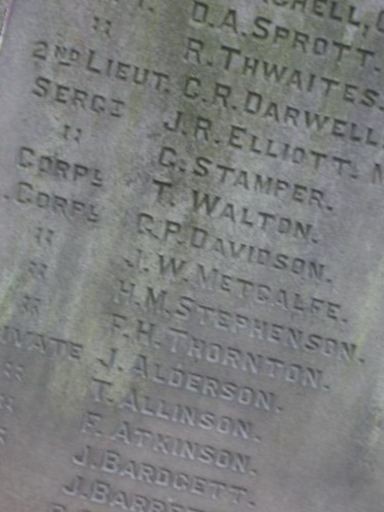 D.A. SPROTT.
" R. THWAITES.
2ND LIEUT. C.R. DARWELL.
SERGT J.R. ELLIOTT. M
" G. STAMPER.
CORPL T. WALTON.
CORPL G.P. DAVIDSON.
" J.W. METCALFE.
" H.M. STEPHENSON.
" F.H. THORNTON.
IVATE J. ALDERSON.
" T. ALLINSON.
" E. ATKINSON.
" J. BARDGETT.